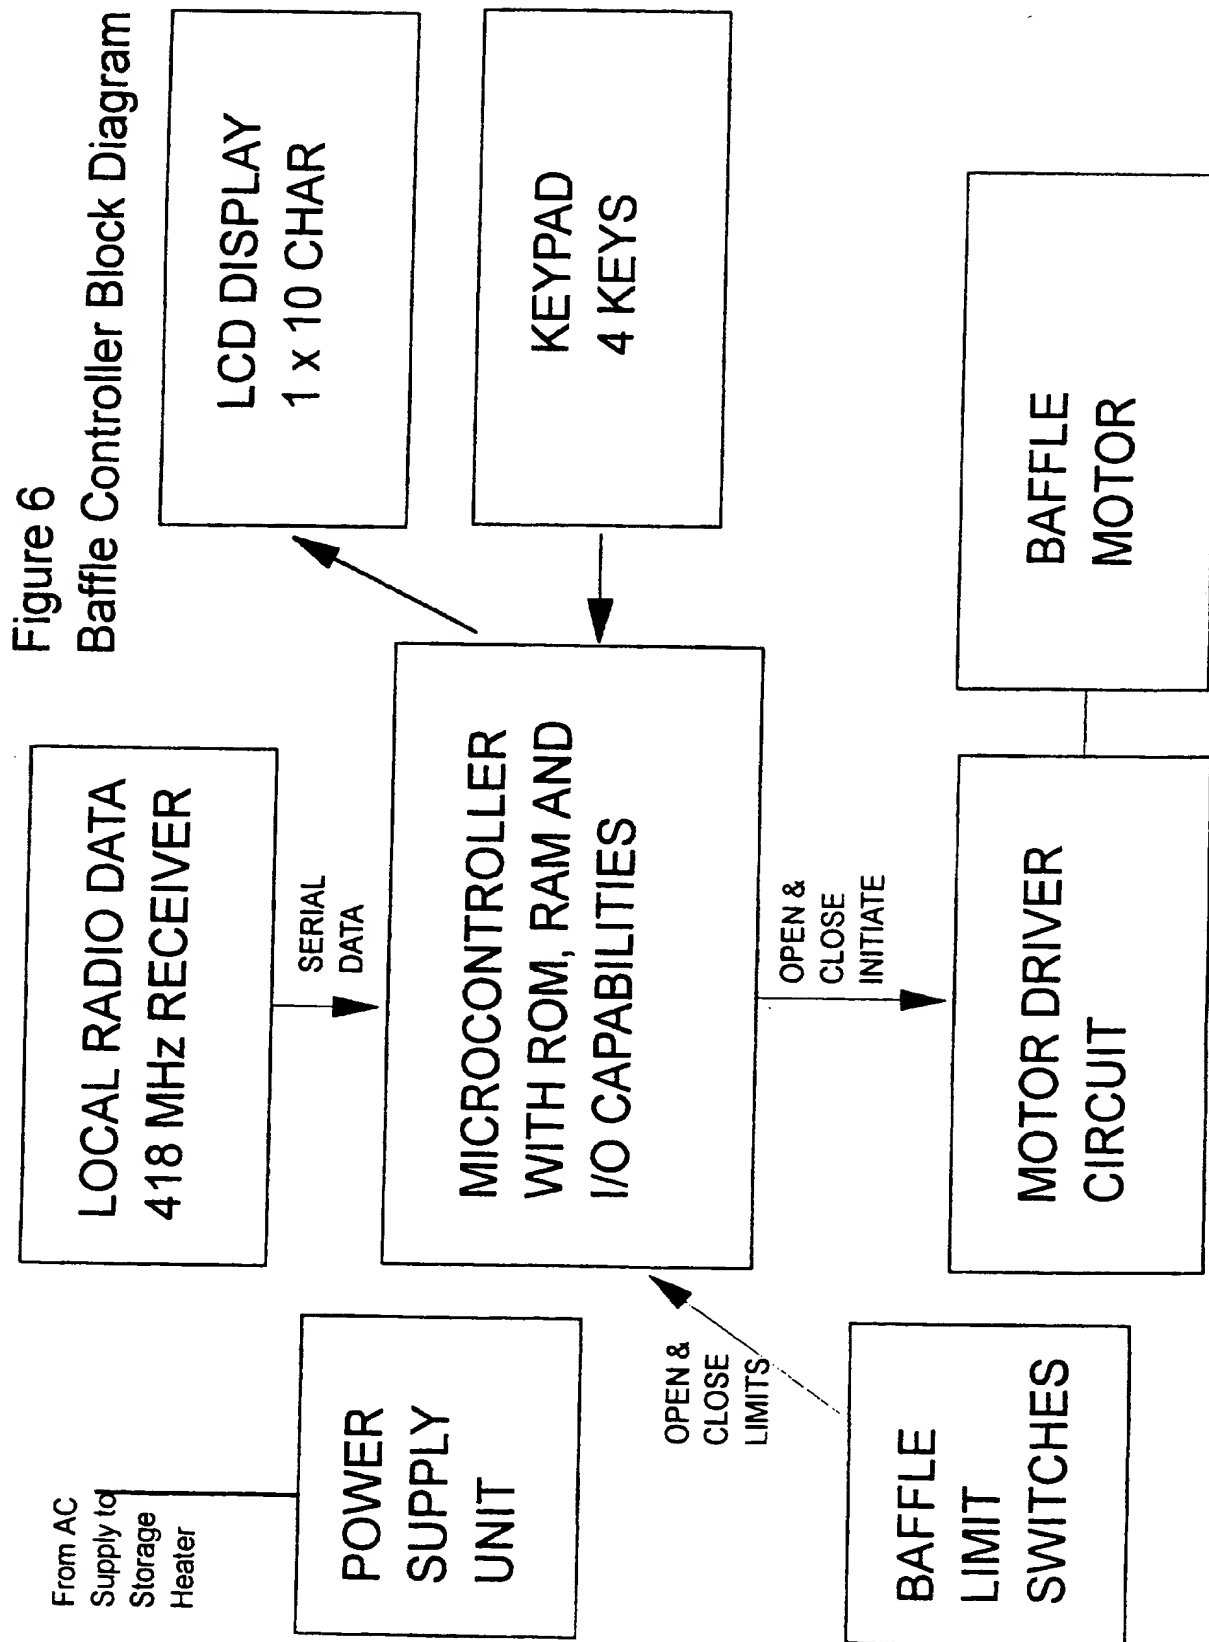 Figure 6
Baffle Controller Block Diagram
From AC
Supply to
Storage
Heater
LOCAL RADIO DATA
418 MHz RECEIVER
LCD DISPLAY
1 x 10 CHAR
POWER
SUPPLY
UNIT
SERIAL
DATA
MICROCONTROLLER
WITH ROM, RAM AND
I/O CAPABILITIES
KEYPAD
4 KEYS
OPEN &
CLOSE
LIMITS
OPEN &
CLOSE
INITIATE
BAFFLE
LIMIT
SWITCHES
MOTOR DRIVER
CIRCUIT
BAFFLE
MOTOR